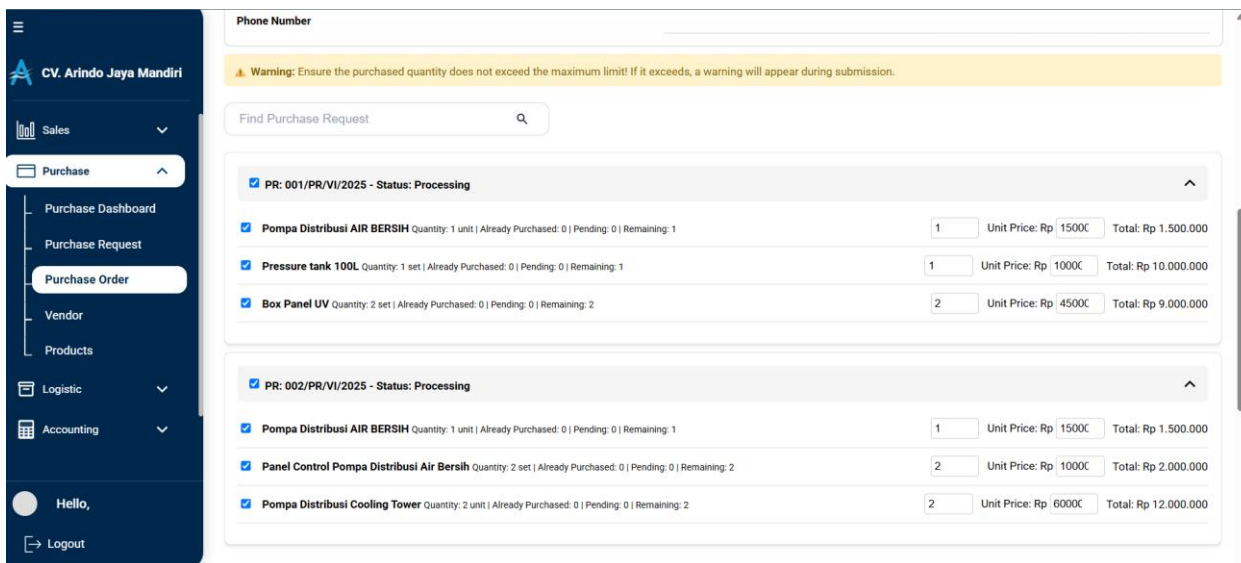 Phone Number
CV. Arindo Jaya Mandiri
Warning: Ensure the purchased quantity does not exceed the maximum limit! If it exceeds, a warning will appear during submission.
Find Purchase Request
Sales
Purchase
Purchase Dashboard
Purchase Request
Purchase Order
Vendor
Products
Logistic
Accounting
Hello,
Logout
PR: 001/PR/VI/2025 - Status: Processing
Pompa Distribusi AIR BERSIH Quantity: 1 unit | Already Purchased: 0 | Pending: 0 | Remaining: 1 1 Unit Price: Rp 1500 Total: Rp 1.500.000
Pressure tank 100L Quantity: 1 set | Already Purchased: 0 | Pending: 0 | Remaining: 1 1 Unit Price: Rp 1000 Total: Rp 10.000.000
Box Panel UV Quantity: 2 set | Already Purchased: 0 | Pending: 0 | Remaining: 2 2 Unit Price: Rp 4500 Total: Rp 9.000.000
PR: 002/PR/VI/2025 - Status: Processing
Pompa Distribusi AIR BERSIH Quantity: 1 unit | Already Purchased: 0 | Pending: 0 | Remaining: 1 1 Unit Price: Rp 1500 Total: Rp 1.500.000
Panel Control Pompa Distribusi Air Bersih Quantity: 2 set | Already Purchased: 0 | Pending: 0 | Remaining: 2 2 Unit Price: Rp 1000 Total: Rp 2.000.000
Pompa Distribusi Cooling Tower Quantity: 2 unit | Already Purchased: 0 | Pending: 0 | Remaining: 2 2 Unit Price: Rp 6000 Total: Rp 12.000.000